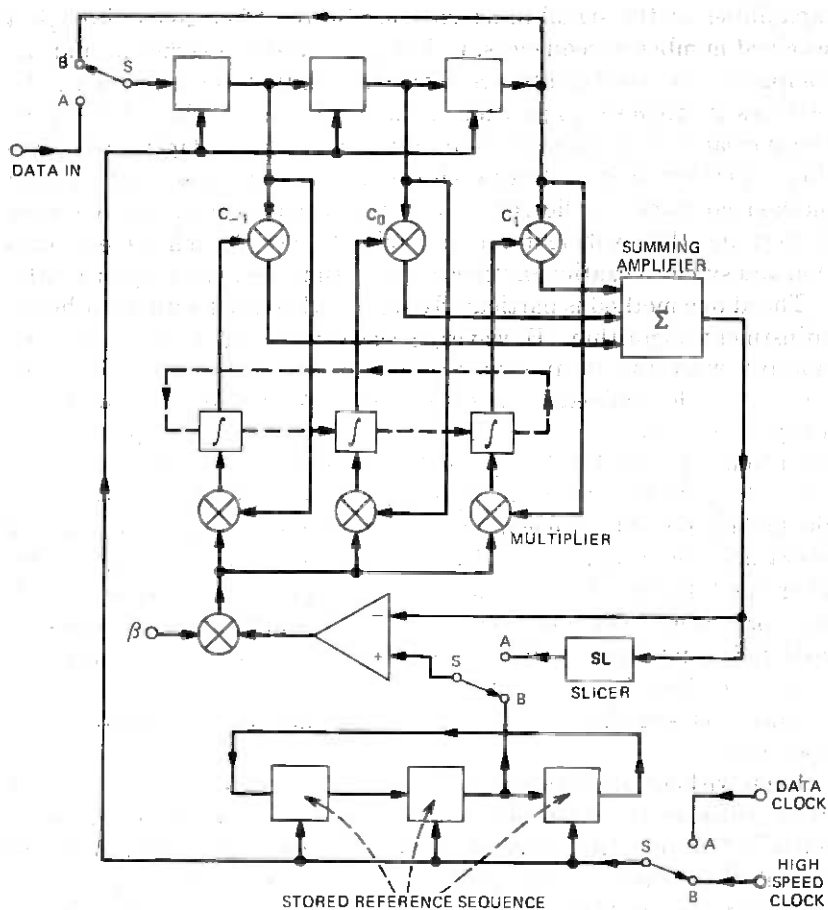 B
S
A
DATA IN
C₋₁
C₀
C₁
SUMMING
AMPLIFIER
Σ
∫ ∫ ∫
MULTIPLIER
β
−
+
A
S
B
SL
SLICER
DATA
CLOCK
A
S
B
HIGH
SPEED
CLOCK
STORED REFERENCE SEQUENCE